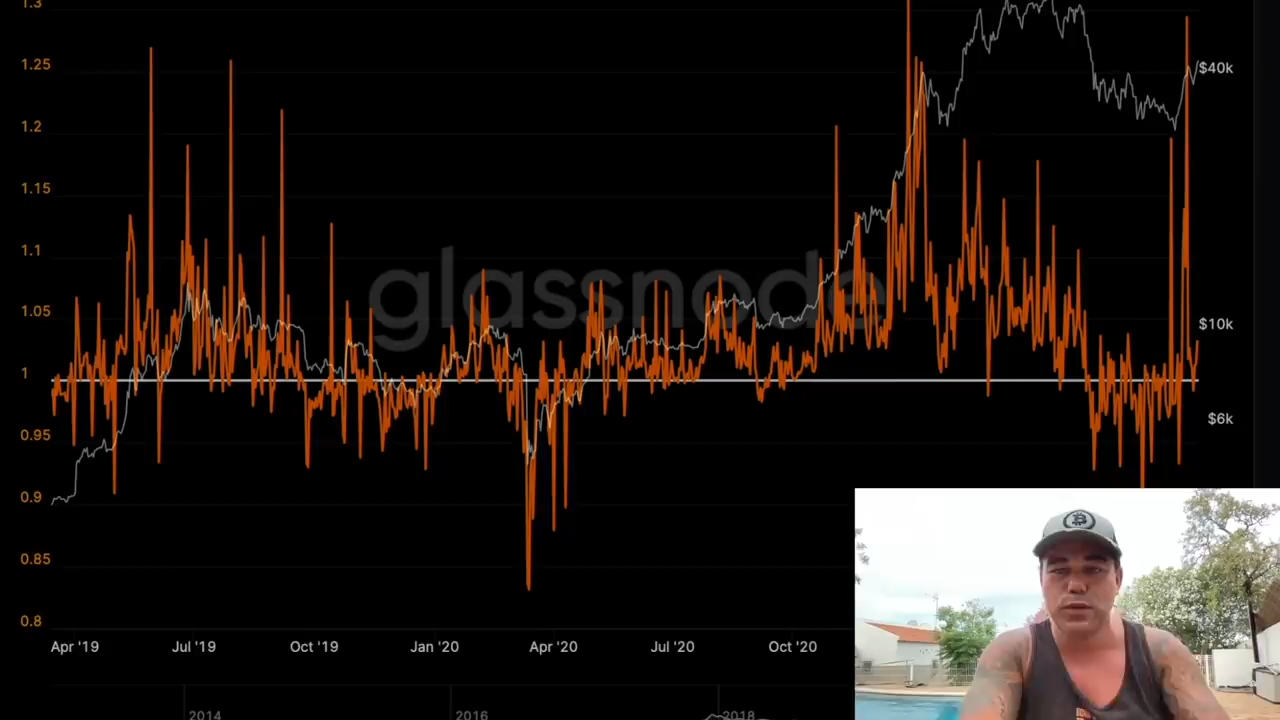 1.3
1.25
$40k
1.2
1.15
1.1
glassnode
1.05
$10k
1
$6k
0.95
0.9
0.85
0.8
Apr '19
Jul '19
Oct '19
Jan '20
Apr '20
Jul '20
Oct '20
2014
2016
2018